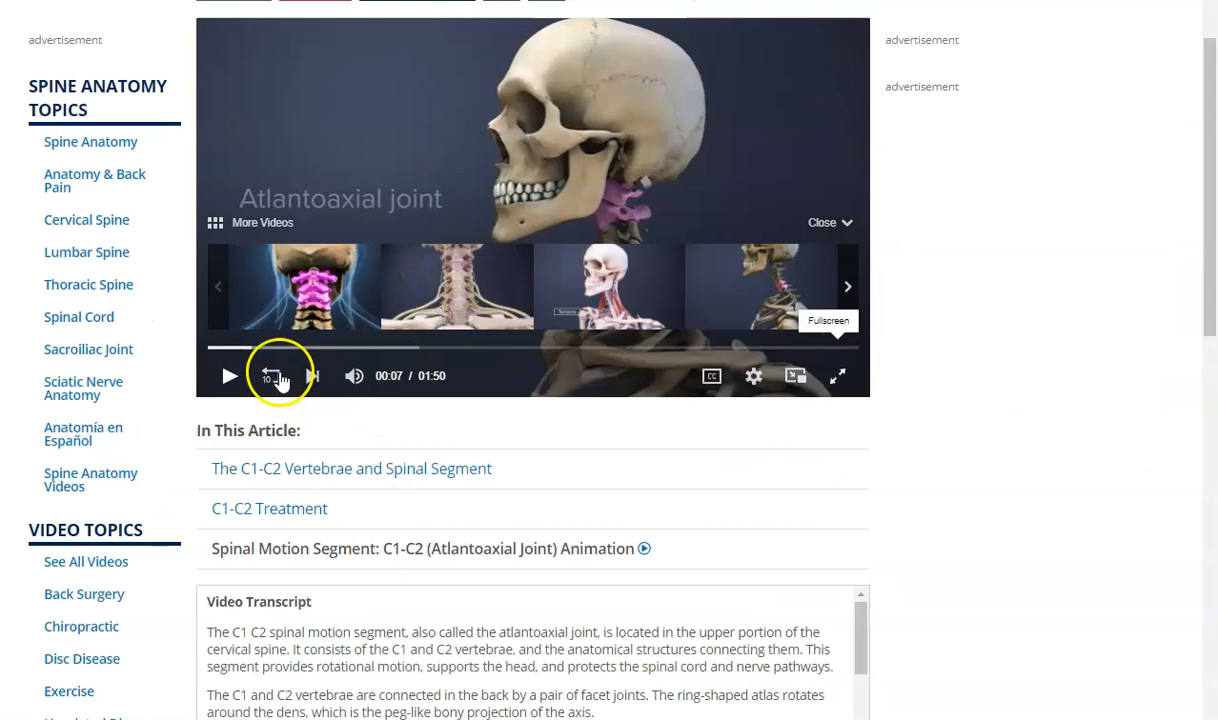 advertisement
advertisement
advertisement
SPINE ANATOMY
TOPICS
Spine Anatomy
Anatomy & Back
Pain
Cervical Spine
Lumbar Spine
Thoracic Spine
Spinal Cord
Sacroiliac Joint
Sciatic Nerve
Anatomy
Anatomía en
Español
Spine Anatomy
Videos
VIDEO TOPICS
See All Videos
Back Surgery
Chiropractic
Disc Disease
Exercise
Atlantoaxial joint
More Videos
Close
Fullscreen
10
00:07 / 01:50
CC
In This Article:
The C1-C2 Vertebrae and Spinal Segment
C1-C2 Treatment
Spinal Motion Segment: C1-C2 (Atlantoaxial Joint) Animation
Video Transcript
The C1 C2 spinal motion segment, also called the atlantoaxial joint, is located in the upper portion of the
cervical spine. It consists of the C1 and C2 vertebrae, and the anatomical structures connecting them. This
segment provides rotational motion, supports the head, and protects the spinal cord and nerve pathways.
The C1 and C2 vertebrae are connected in the back by a pair of facet joints. The ring-shaped atlas rotates
around the dens, which is the peg-like bony projection of the axis.